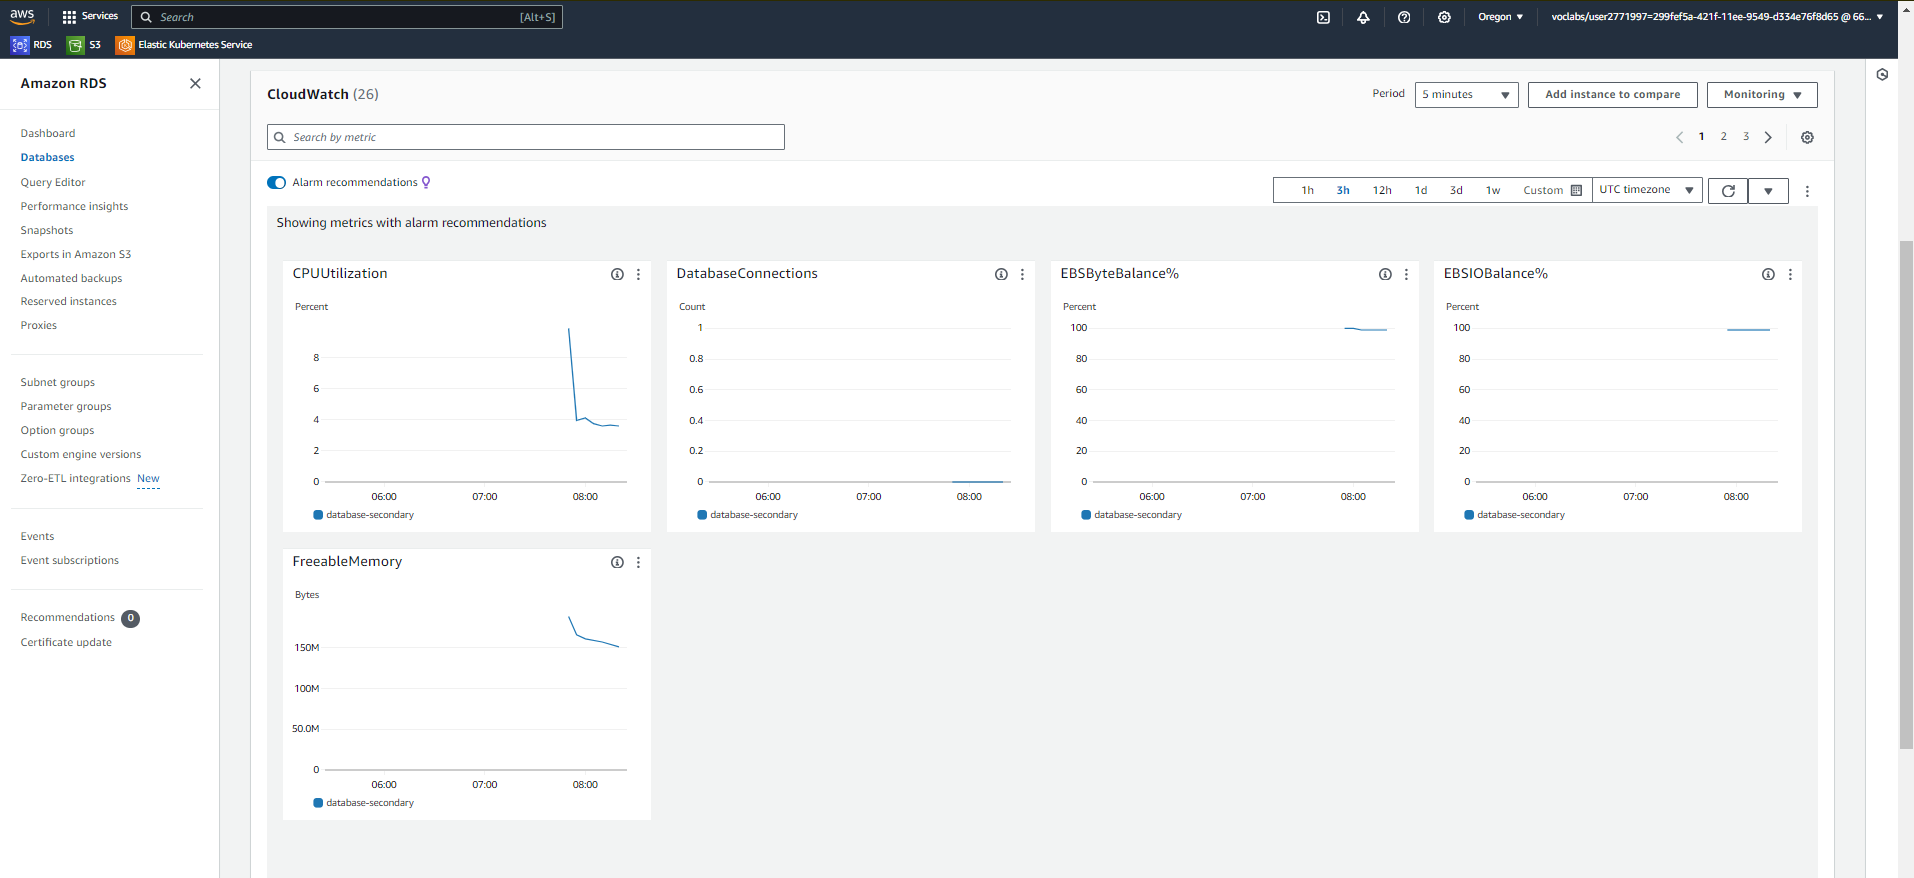 aws
Services
Search
[Alt+S]
Oregon
voclabs/user2771997=299fef5a-421f-11ee-9549-d334e76f8d65 @ 66...
RDS
S3
Elastic Kubernetes Service
Amazon RDS
Dashboard
Databases
Query Editor
Performance insights
Snapshots
Exports in Amazon S3
Automated backups
Reserved instances
Proxies
Subnet groups
Parameter groups
Option groups
Custom engine versions
Zero-ETL integrations New
Events
Event subscriptions
Recommendations 0
Certificate update
CloudWatch (26)
Period
5 minutes
Add instance to compare
Monitoring
Search by metric
1 2 3
Alarm recommendations
1h 3h 12h 1d 3d 1w Custom
UTC timezone
Showing metrics with alarm recommendations
CPUUtilization
Percent
8
6
4
2
0
06:00 07:00 08:00
database-secondary
DatabaseConnections
Count
1
0.8
0.6
0.4
0.2
0
06:00 07:00 08:00
database-secondary
EBSByteBalance%
Percent
100
80
60
40
20
0
06:00 07:00 08:00
database-secondary
EBSIOBalance%
Percent
100
80
60
40
20
0
06:00 07:00 08:00
database-secondary
FreeableMemory
Bytes
150M
100M
50.0M
0
06:00 07:00 08:00
database-secondary